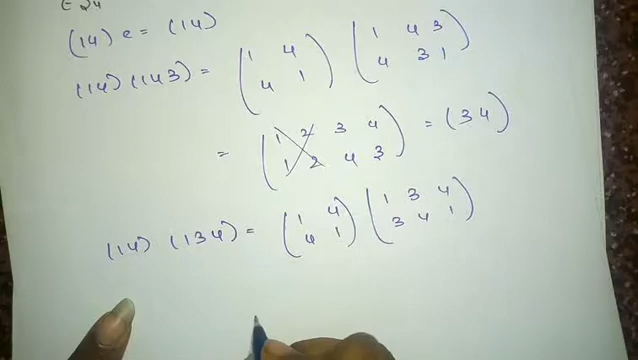 (14) e = (14)
(14) (143) = ( 1 4 ) ( 1 4 3 )
( 4 1 ) ( 4 3 1 )
= ( 1 2 3 4 ) = (34)
( 1 2 4 3 )
(14) (134) = ( 1 4 ) ( 1 3 4 )
( 4 1 ) ( 3 4 1 )